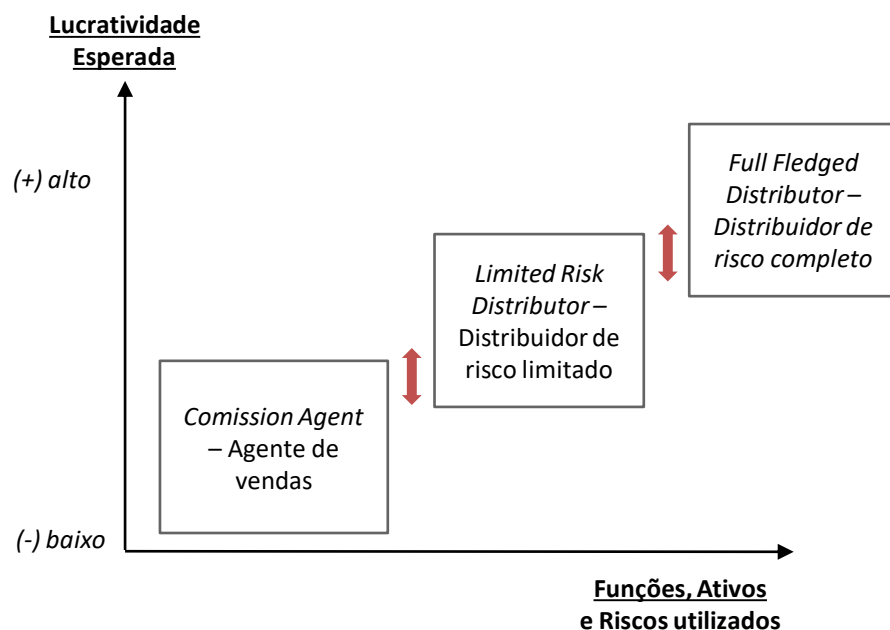 Lucratividade
Esperada
(+) alto
Full Fledged
Distributor –
Distribuidor de
risco completo
Limited Risk
Distributor –
Distribuidor de
risco limitado
Comission Agent
– Agente de
vendas
(-) baixo
Funções, Ativos
e Riscos utilizados